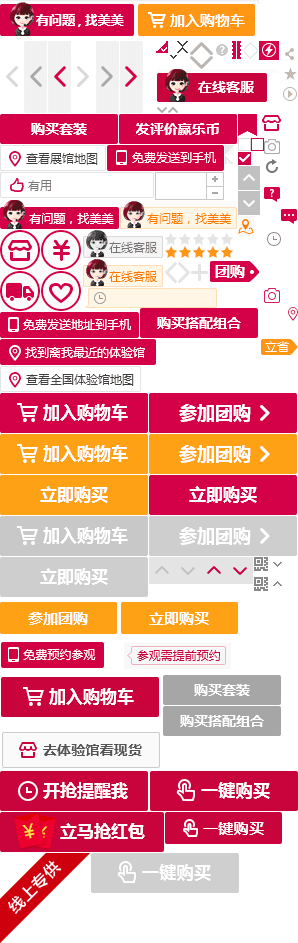 有问题，找美美
加入购物车
在线客服
购买套装
发评价赢乐币
查看展馆地图
免费发送到手机
有用
有问题，找美美
有问题，找美美
在线客服
在线客服
团购
免费发送地址到手机
购买搭配组合
找到离我最近的体验馆
立省
查看全国体验馆地图
加入购物车
参加团购
加入购物车
参加团购
立即购买
立即购买
加入购物车
参加团购
立即购买
参加团购
立即购买
免费预约参观
参观需提前预约
加入购物车
购买套装
购买搭配组合
去体验馆看现货
开抢提醒我
一键购买
立马抢红包
一键购买
线上专供
一键购买